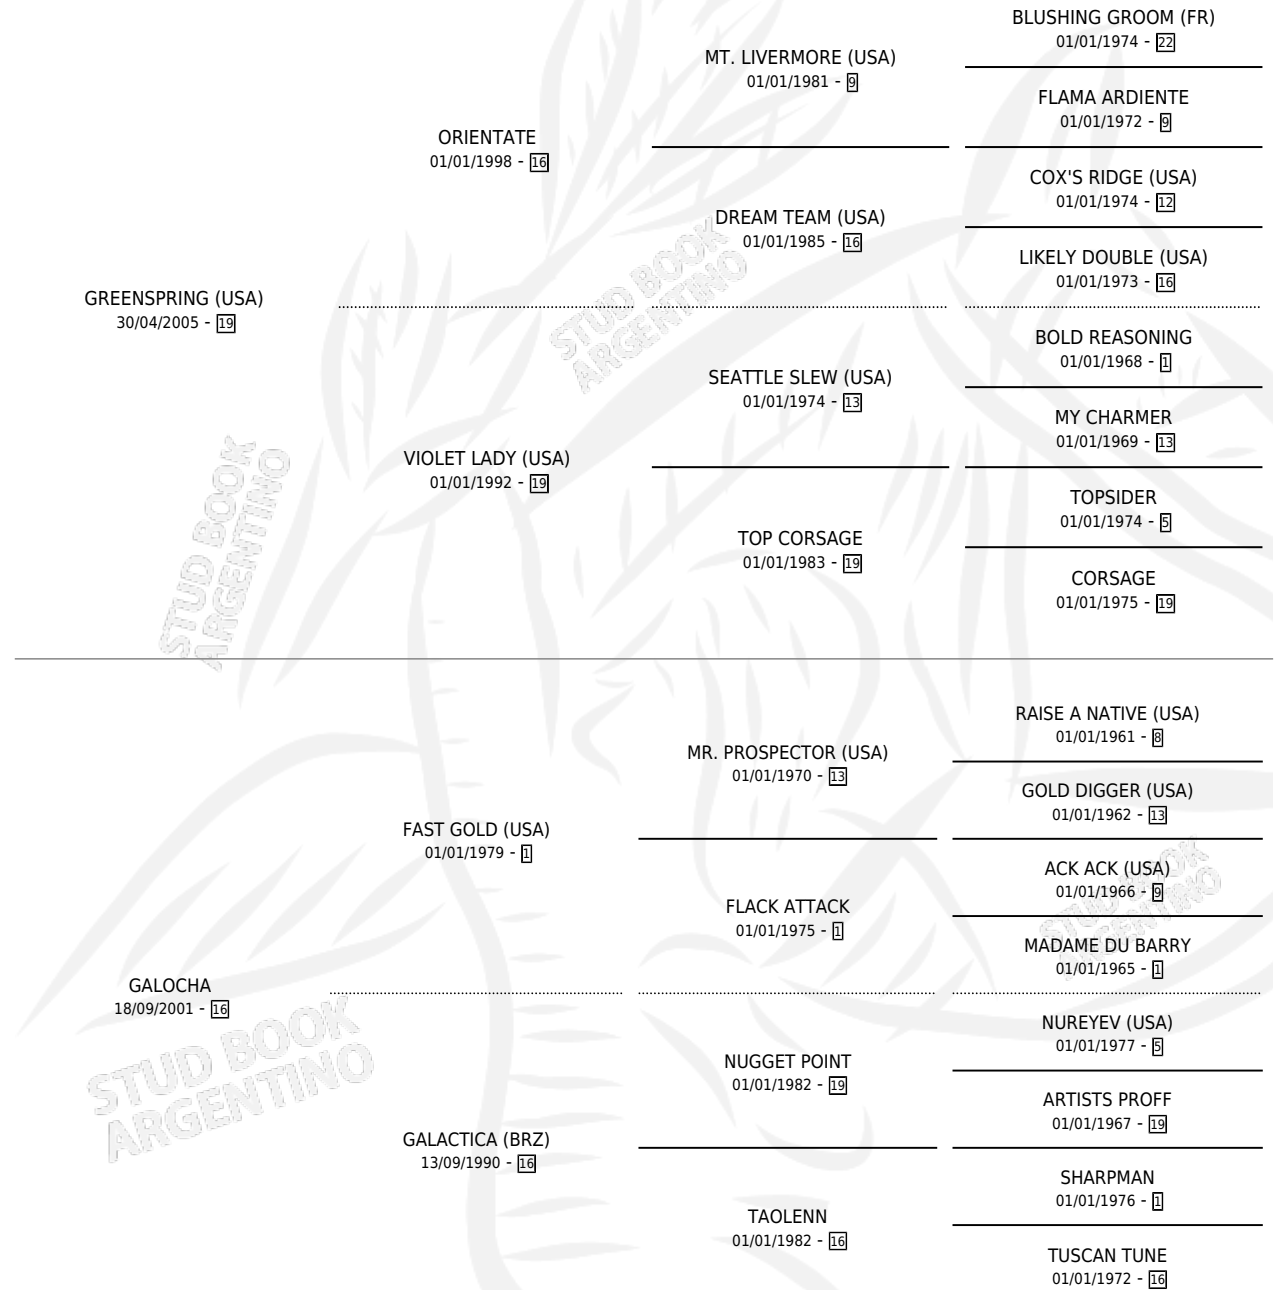 BLUSHING GROOM (FR)
01/01/1974 - 22
MT. LIVERMORE (USA)
01/01/1981 - 9
FLAMA ARDIENTE
01/01/1972 - 9
ORIENTATE
01/01/1998 - 16
COX'S RIDGE (USA)
01/01/1974 - 12
DREAM TEAM (USA)
01/01/1985 - 16
LIKELY DOUBLE (USA)
01/01/1973 - 16
GREENSPRING (USA)
30/04/2005 - 19
STUD BOOK
ARGENTINO
BOLD REASONING
01/01/1968 - 1
SEATTLE SLEW (USA)
01/01/1974 - 13
MY CHARMER
01/01/1969 - 13
VIOLET LADY (USA)
01/01/1992 - 19
TOPSIDER
01/01/1974 - 5
TOP CORSAGE
01/01/1983 - 19
CORSAGE
01/01/1975 - 19
STUD BOOK
ARGENTINO
RAISE A NATIVE (USA)
01/01/1961 - 8
MR. PROSPECTOR (USA)
01/01/1970 - 13
GOLD DIGGER (USA)
01/01/1962 - 13
FAST GOLD (USA)
01/01/1979 - 1
ACK ACK (USA)
01/01/1966 - 9
FLACK ATTACK
01/01/1975 - 1
MADAME DU BARRY
01/01/1965 - 1
STUD BOOK
ARGENTINO
GALOCHA
18/09/2001 - 16
NUREYEV (USA)
01/01/1977 - 5
NUGGET POINT
01/01/1982 - 19
ARTISTS PROFF
01/01/1967 - 19
STUD BOOK
ARGENTINO
GALACTICA (BRZ)
13/09/1990 - 16
SHARPMAN
01/01/1976 - 1
TAOLENN
01/01/1982 - 16
TUSCAN TUNE
01/01/1972 - 16